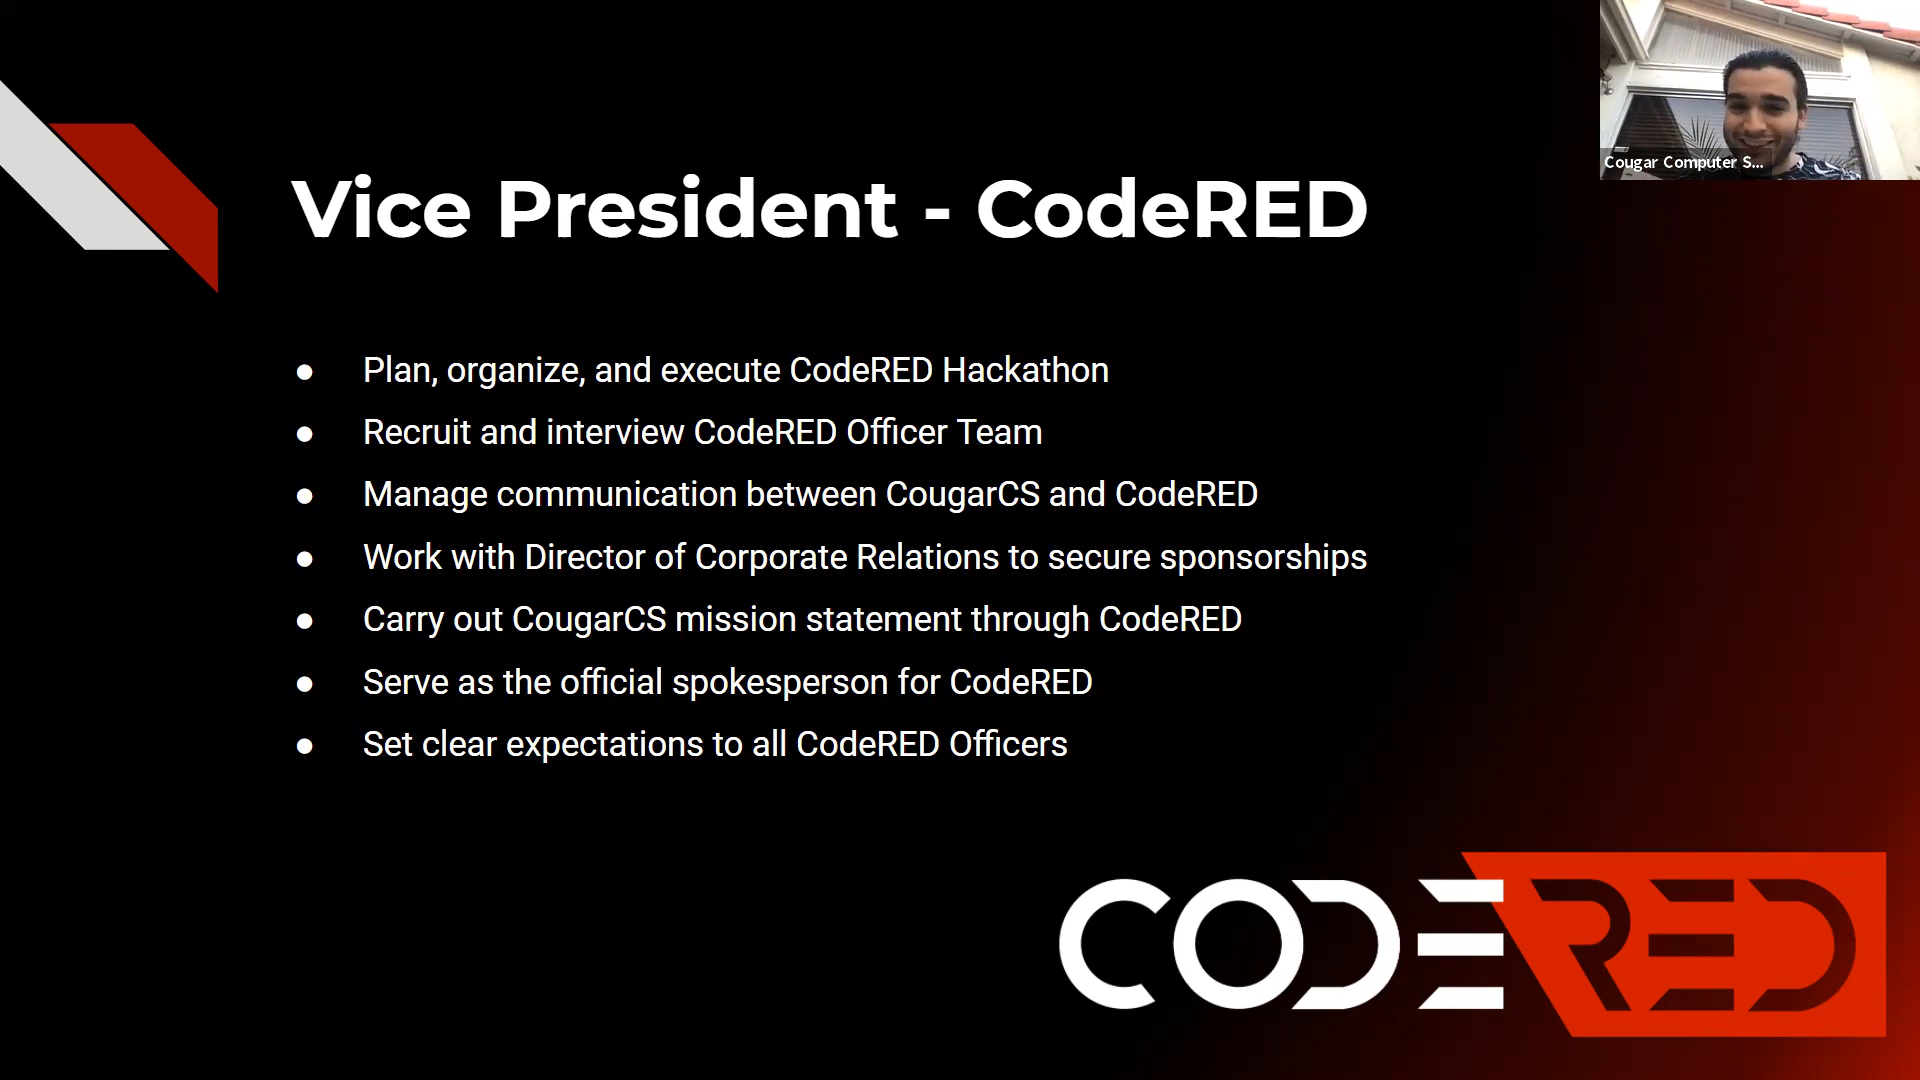 Cougar Computer S...
Vice President - CodeRED
● Plan, organize, and execute CodeRED Hackathon
● Recruit and interview CodeRED Officer Team
● Manage communication between CougarCS and CodeRED
● Work with Director of Corporate Relations to secure sponsorships
● Carry out CougarCS mission statement through CodeRED
● Serve as the official spokesperson for CodeRED
● Set clear expectations to all CodeRED Officers
CODERED